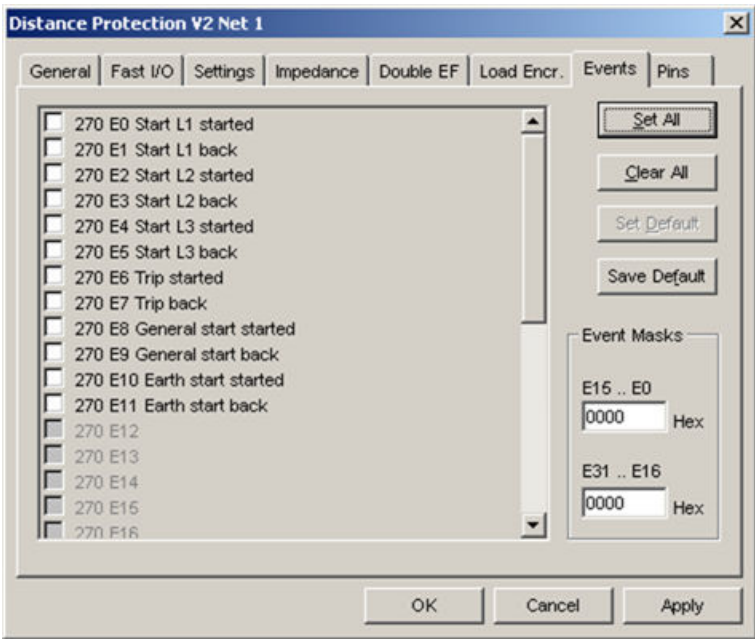 Distance Protection V2 Net 1
General Fast I/O Settings Impedance Double EF Load Encr. Events Pins
270 E0 Start L1 started
270 E1 Start L1 back
270 E2 Start L2 started
270 E3 Start L2 back
270 E4 Start L3 started
270 E5 Start L3 back
270 E6 Trip started
270 E7 Trip back
270 E8 General start started
270 E9 General start back
270 E10 Earth start started
270 E11 Earth start back
270 E12
270 E13
270 E14
270 E15
270 E16
Set All
Clear All
Set Default
Save Default
Event Masks
E15 .. E0
0000 Hex
E31 .. E16
0000 Hex
OK Cancel Apply